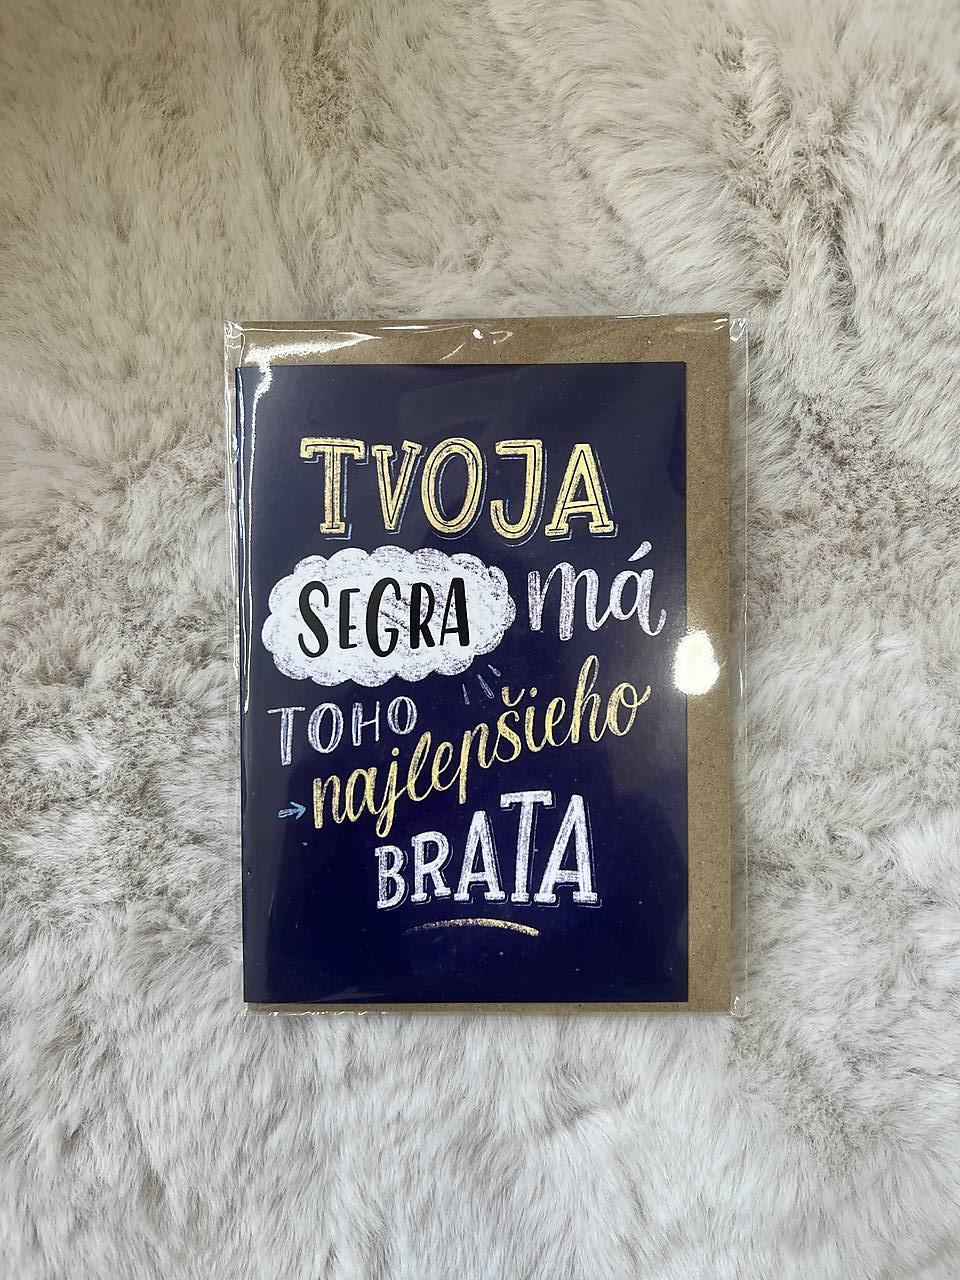 TVOJA
SEGRA má
TOHO
najlepšieho
BRATA